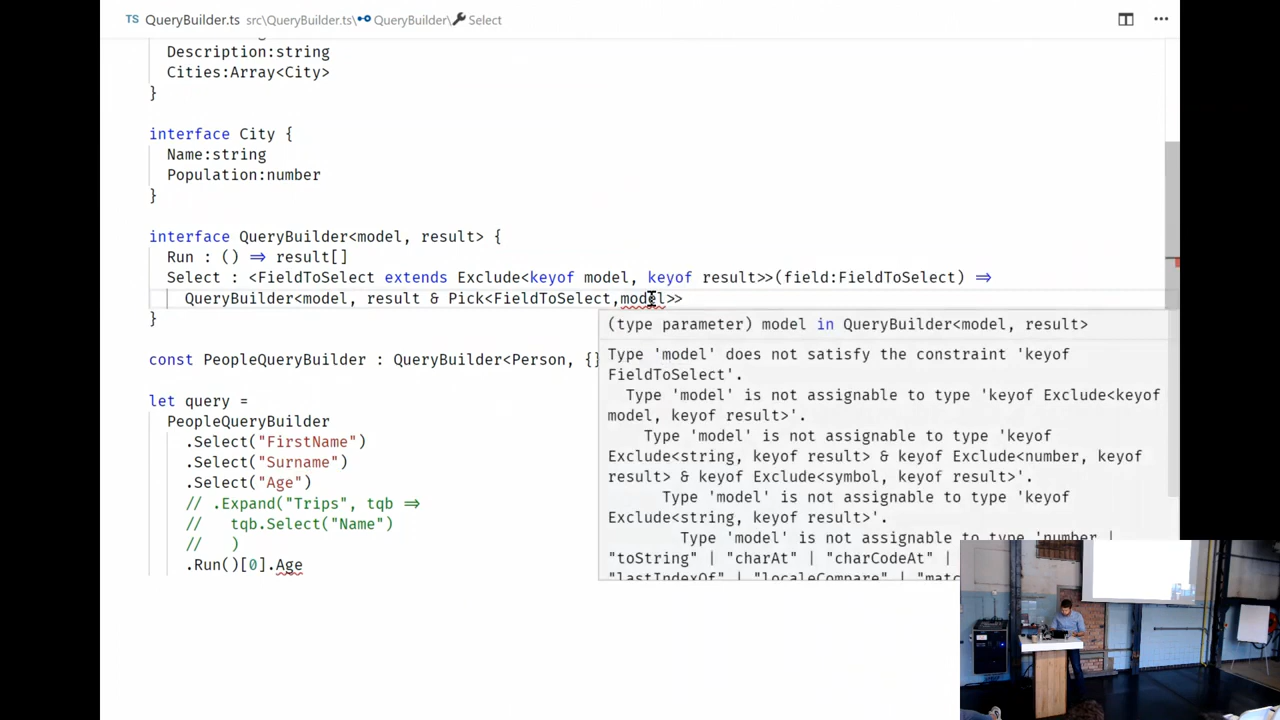 TS QueryBuilder.ts src\QueryBuilder.ts\ QueryBuilder\ Select
Description:string
Cities:Array<City>
}
interface City {
Name:string
Population:number
}
interface QueryBuilder<model, result> {
Run : () ⇒ result[]
Select : <FieldToSelect extends Exclude<keyof model, keyof result>>(field:FieldToSelect) ⇒
QueryBuilder<model, result & Pick<FieldToSelect,model>>
}
(type parameter) model in QueryBuilder<model, result>
Type 'model' does not satisfy the constraint 'keyof
FieldToSelect'.
Type 'model' is not assignable to type 'keyof Exclude<keyof
model, keyof result>'.
Type 'model' is not assignable to type 'keyof
Exclude<string, keyof result> & keyof Exclude<number, keyof
result> & keyof Exclude<symbol, keyof result>'.
Type 'model' is not assignable to type 'keyof
Exclude<string, keyof result>'.
Type 'model' is not assignable to type 'number |
"toString" | "charAt" | "charCodeAt" |
"lastIndexOf" | "localeCompare" |
const PeopleQueryBuilder : QueryBuilder<Person, {}
let query =
PeopleQueryBuilder
.Select("FirstName")
.Select("Surname")
.Select("Age")
// .Expand("Trips", tqb ⇒
// tqb.Select("Name")
// )
.Run()[0].Age